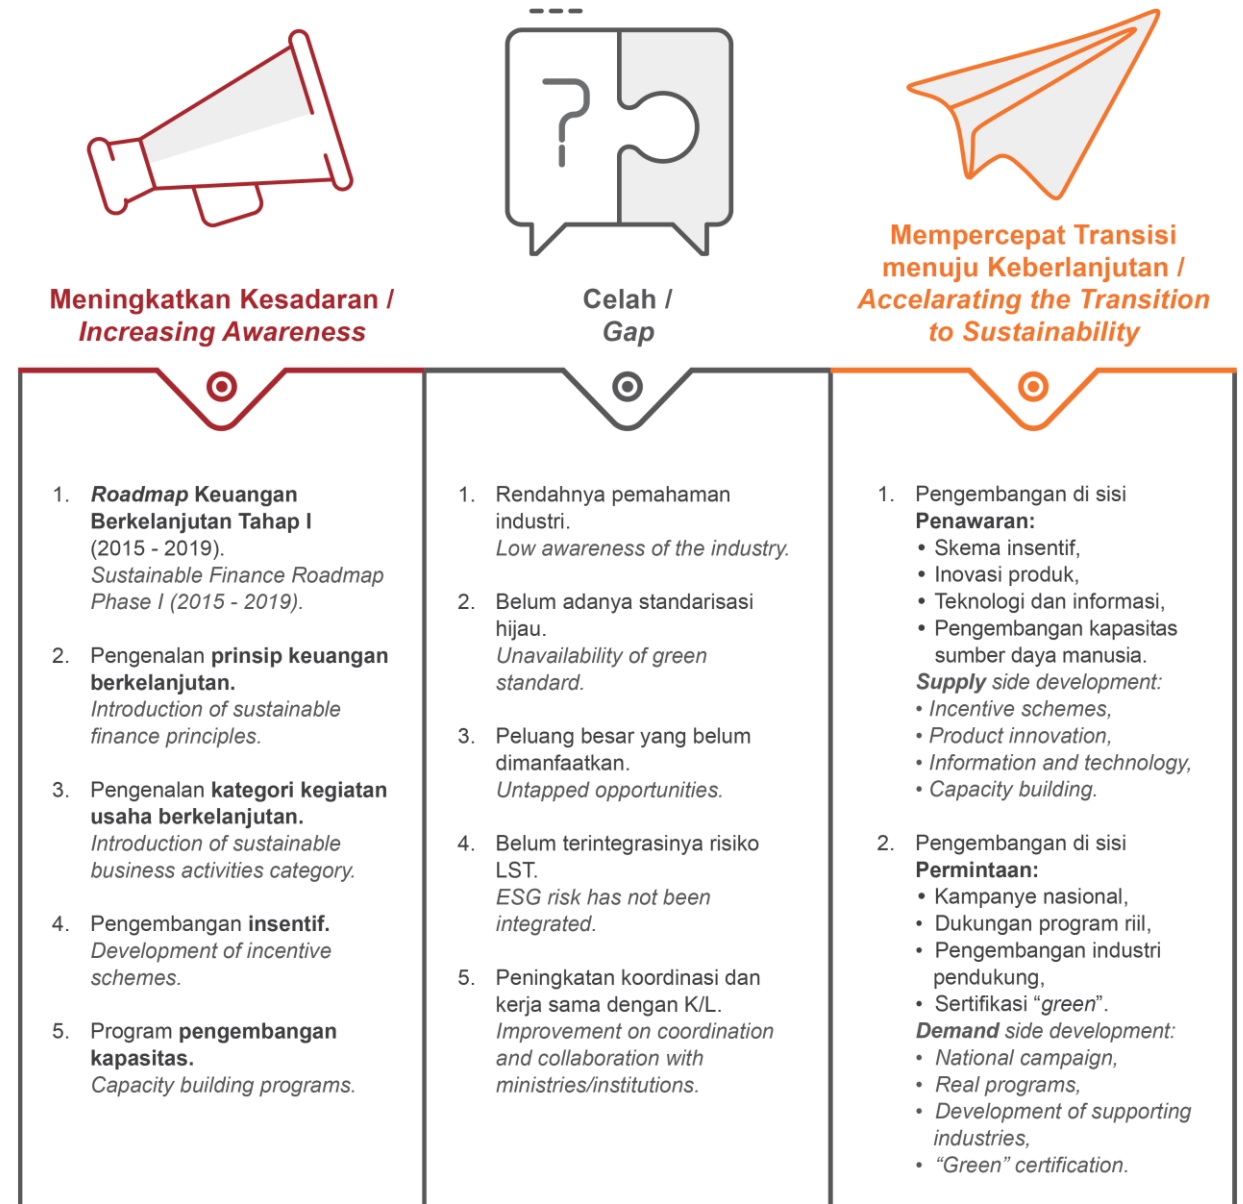 Meningkatkan Kesadaran /
Increasing Awareness
1. Roadmap Keuangan
Berkelanjutan Tahap I
(2015 - 2019).
Sustainable Finance Roadmap
Phase I (2015 - 2019).
2. Pengenalan prinsip keuangan
berkelanjutan.
Introduction of sustainable
finance principles.
3. Pengenalan kategori kegiatan
usaha berkelanjutan.
Introduction of sustainable
business activities category.
4. Pengembangan insentif.
Development of incentive
schemes.
5. Program pengembangan
kapasitas.
Capacity building programs.
?
Celah /
Gap
1. Rendahnya pemahaman
industri.
Low awareness of the industry.
2. Belum adanya standarisasi
hijau.
Unavailability of green
standard.
3. Peluang besar yang belum
dimanfaatkan.
Untapped opportunities.
4. Belum terintegrasinya risiko
LST.
ESG risk has not been
integrated.
5. Peningkatan koordinasi dan
kerja sama dengan K/L.
Improvement on coordination
and collaboration with
ministries/institutions.
Mempercepat Transisi
menuju Keberlanjutan /
Accelarating the Transition
to Sustainability
1. Pengembangan di sisi
Penawaran:
• Skema insentif,
• Inovasi produk,
• Teknologi dan informasi,
• Pengembangan kapasitas
sumber daya manusia.
Supply side development:
• Incentive schemes,
• Product innovation,
• Information and technology,
• Capacity building.
2. Pengembangan di sisi
Permintaan:
• Kampanye nasional,
• Dukungan program riil,
• Pengembangan industri
pendukung,
• Sertifikasi “green”.
Demand side development:
• National campaign,
• Real programs,
• Development of supporting
industries,
• “Green” certification.